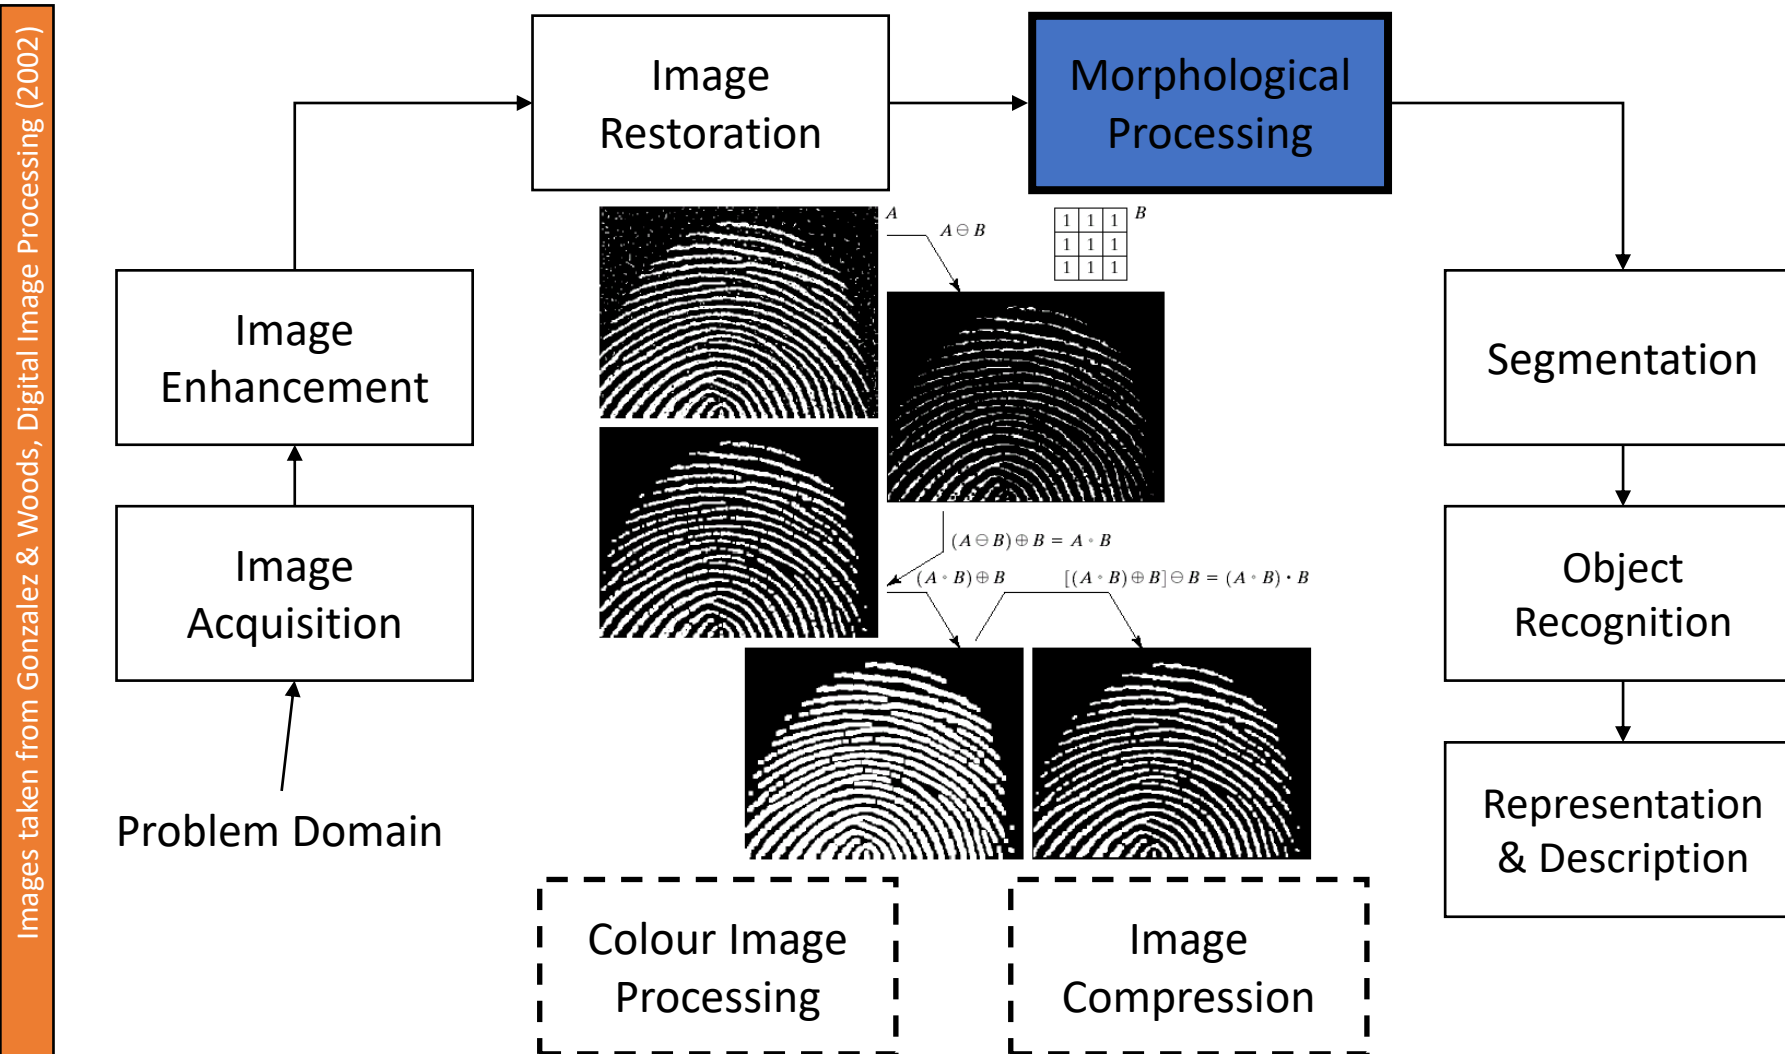 Images taken from Gonzalez & Woods, Digital Image Processing (2002)
Image
Restoration
Morphological
Processing
A
A ⊖ B
B
1 1 1
1 1 1
1 1 1
Image
Enhancement
Segmentation
Image
Acquisition
(A ⊖ B) ⊕ B = A ∘ B
(A ∘ B) ⊕ B
[(A ∘ B) ⊕ B] ⊖ B = (A ∘ B) • B
Object
Recognition
Problem Domain
Representation
& Description
Colour Image
Processing
Image
Compression